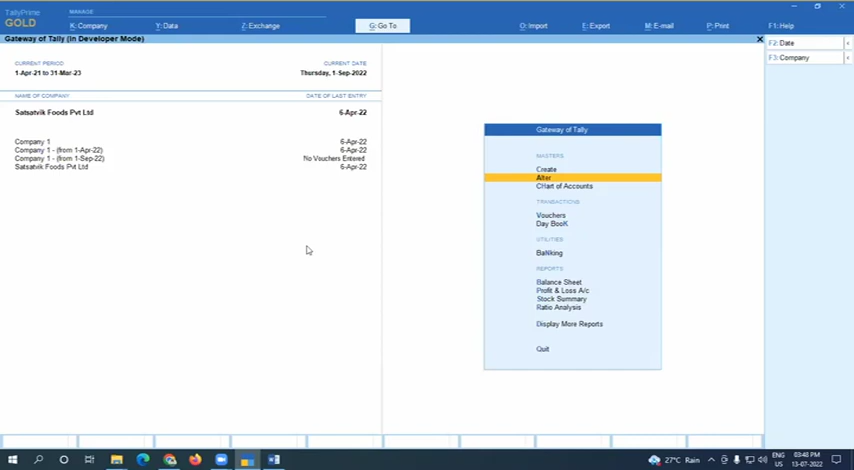 TallyPrime
GOLD
MANAGE
K: Company
Y: Data
Z: Exchange
G: Go To
O: Import
E: Export
M: E-mail
P: Print
F1: Help
Gateway of Tally (In Developer Mode)
F2: Date
F3: Company
CURRENT PERIOD
CURRENT DATE
1-Apr-21 to 31-Mar-23
Thursday, 1-Sep-2022
NAME OF COMPANY
DATE OF LAST ENTRY
Satsatvik Foods Pvt Ltd
6-Apr-22
Company 1
6-Apr-22
Company 1 - (from 1-Apr-22)
6-Apr-22
Company 1 - (from 1-Sep-22)
No Vouchers Entered
Satsatvik Foods Pvt Ltd
6-Apr-22
Gateway of Tally
MASTERS
Create
Alter
CHart of Accounts
TRANSACTIONS
Vouchers
Day BooK
UTILITIES
BaNking
REPORTS
Balance Sheet
Profit & Loss A/c
Stock Summary
Ratio Analysis
Display More Reports
Quit
27°C Rain
ENG
US
03:48 PM
13-07-2022